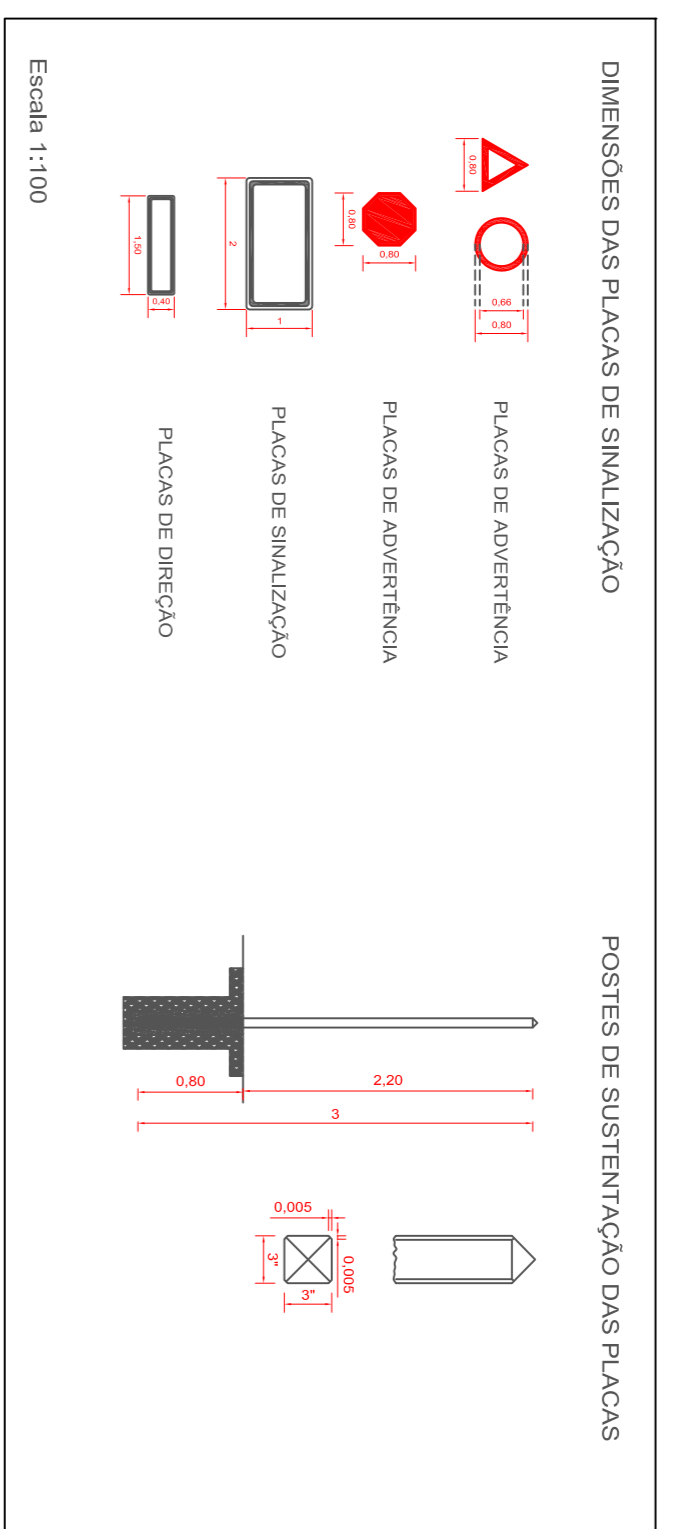 DIMENSÕES DAS PLACAS DE SINALIZAÇÃO
0,80
0,66
0,80
PLACAS DE ADVERTÊNCIA
0,80
0,80
PLACAS DE ADVERTÊNCIA
2
1
PLACAS DE SINALIZAÇÃO
1,50
0,40
PLACAS DE DIREÇÃO
Escala 1:100
POSTES DE SUSTENTAÇÃO DAS PLACAS
2,20
0,80
3
0,005
0,005
3"
3"